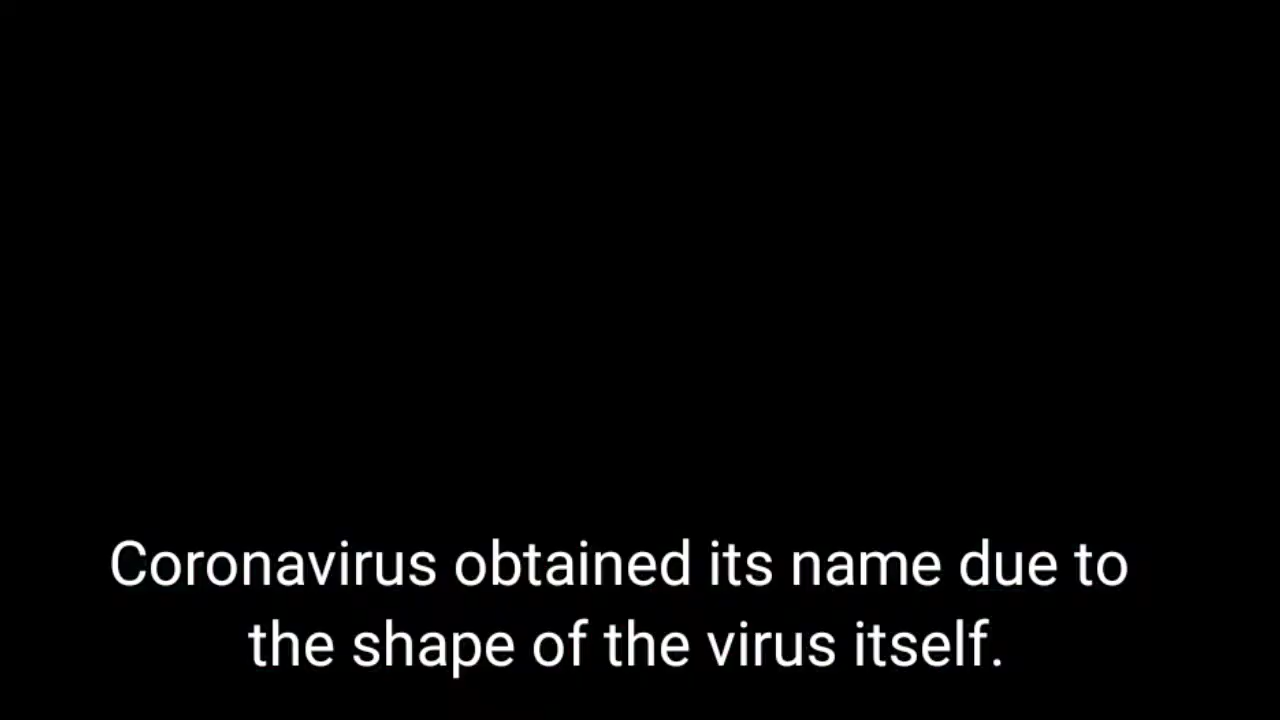 Coronavirus obtained its name due to
the shape of the virus itself.